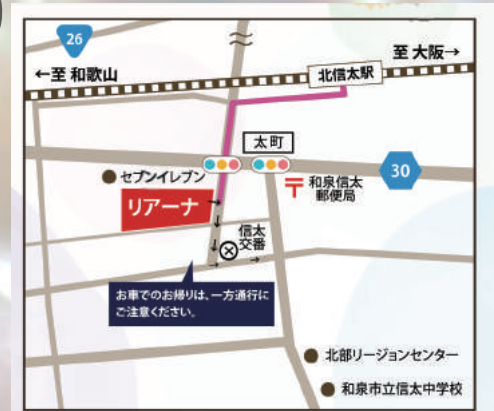 26
至 大阪→
←至 和歌山
北信太駅
太町
セブンイレブン
30
和泉信太
郵便局
リアーナ
信太
交番
お車でのお帰りは、一方通行に
ご注意ください。
北部リージョンセンター
和泉市立信太中学校